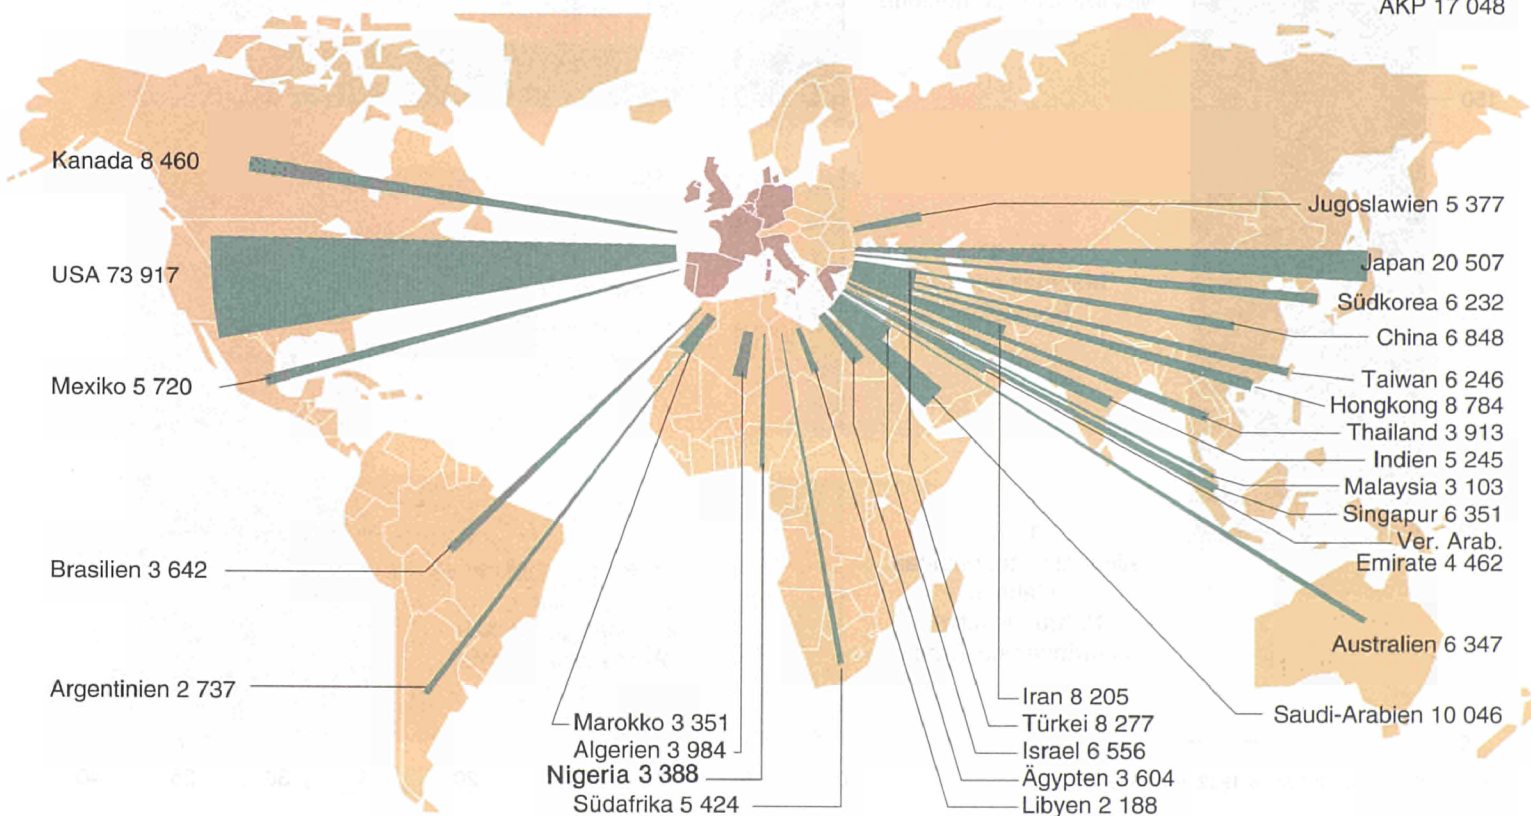 AKP 17 048
Kanada 8 460
USA 73 917
Mexiko 5 720
Brasilien 3 642
Argentinien 2 737
Marokko 3 351
Algerien 3 984
Nigeria 3 388
Südafrika 5 424
Jugoslawien 5 377
Japan 20 507
Südkorea 6 232
China 6 848
Taiwan 6 246
Hongkong 8 784
Thailand 3 913
Indien 5 245
Malaysia 3 103
Singapur 6 351
Ver. Arab.
Emirate 4 462
Australien 6 347
Saudi-Arabien 10 046
Iran 8 205
Türkei 8 277
Israel 6 556
Ägypten 3 604
Libyen 2 188